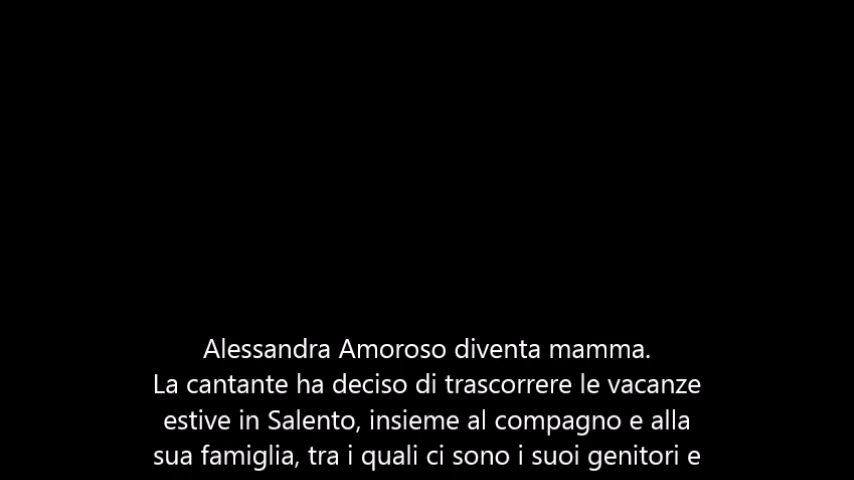 Alessandra Amoroso diventa mamma.
La cantante ha deciso di trascorrere le vacanze
estive in Salento, insieme al compagno e alla
sua famiglia, tra i quali ci sono i suoi genitori e